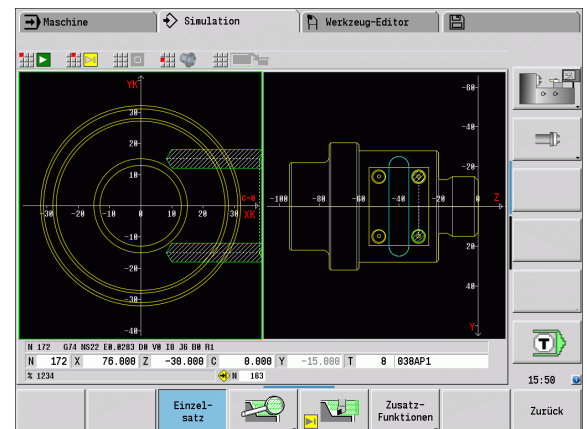 Maschine
Simulation
Werkzeug-Editor
YK
30
20
10
-30 -20 -10 0 10 20 30 XK
C-0
-10
-20
-30
-40
-60
-40
-20
-100 -80 -60 -40 -20 0 Z
20
40
Y
N 172 G74 NS22 E0.0283 D0 V0 I8 J6 B0 R1
N 172 X 76.000 Z -30.000 C 0.000 Y -15.000 T 8 038AP1
% 1234 N 163
T
15:50
Einzel-
satz
Zusatz-
Funktionen
Zurück